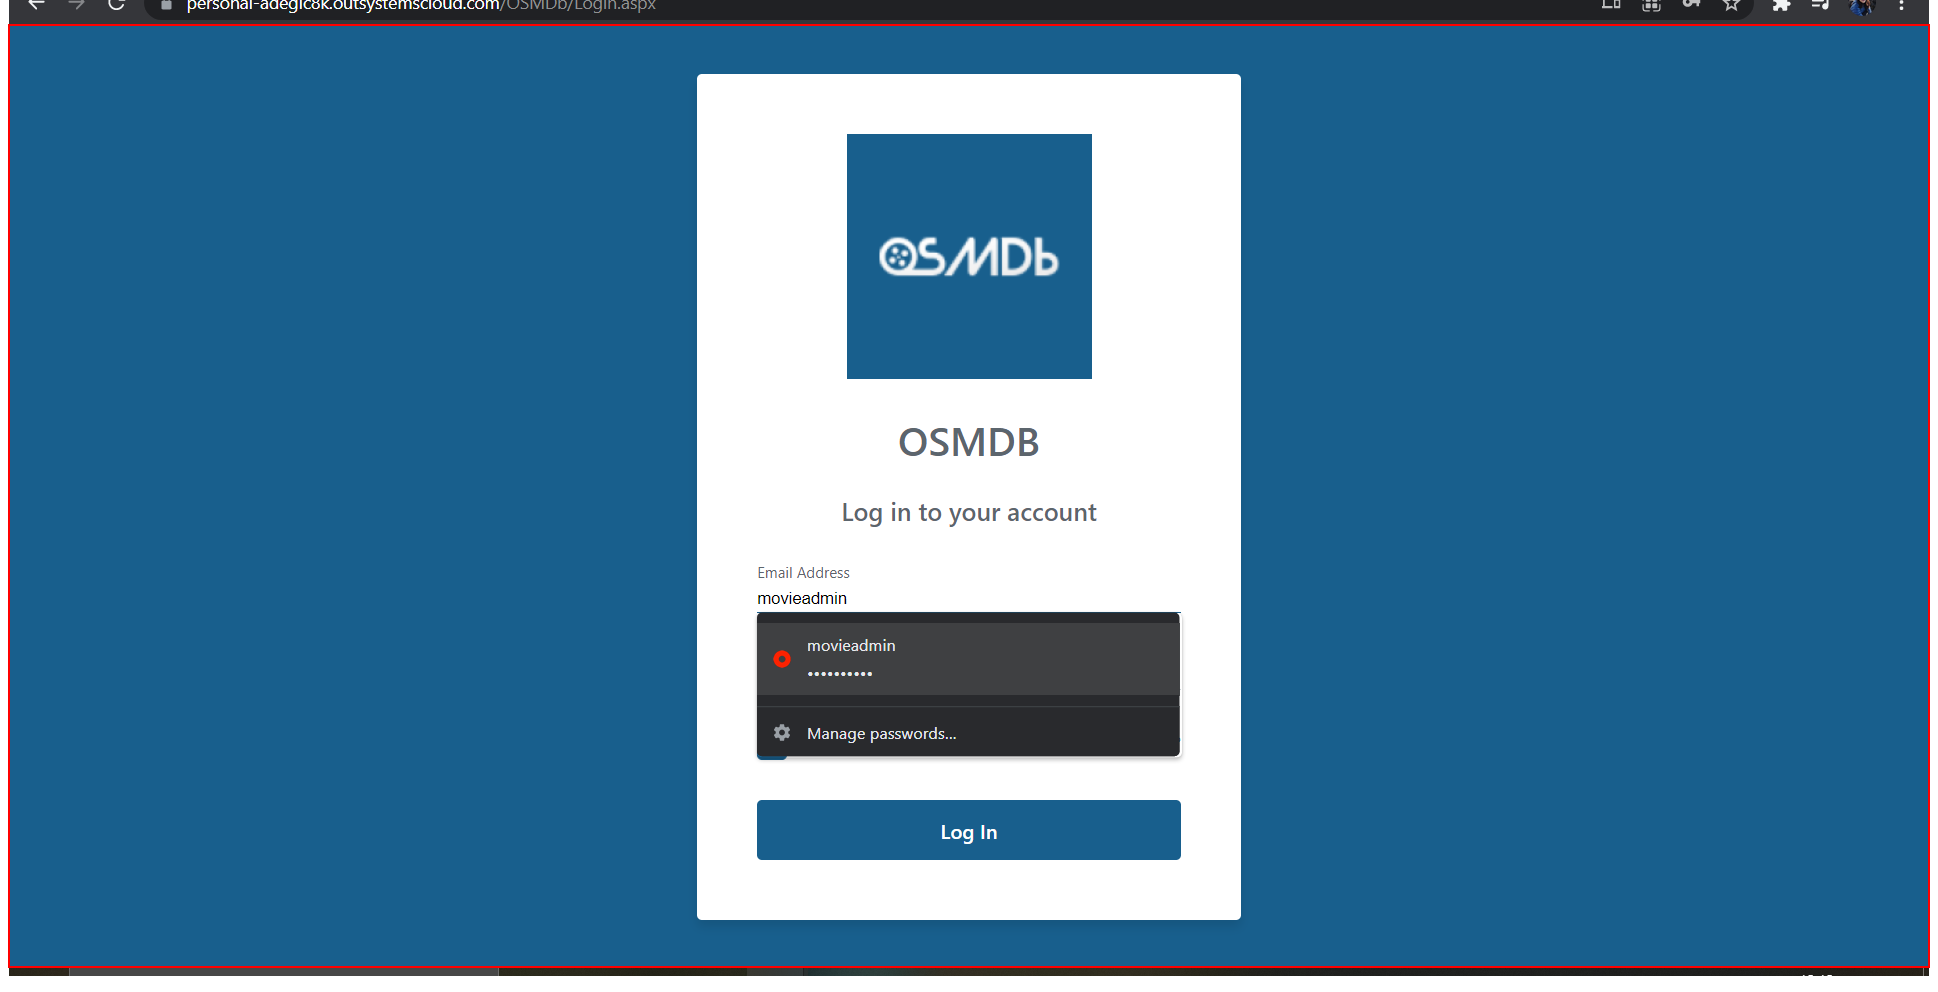 personal-adegic8k.outsystemscloud.com/OSMDb/Login.aspx
OSMDb
OSMDB
Log in to your account
Email Address
movieadmin
movieadmin
••••••••••
Manage passwords...
Log In